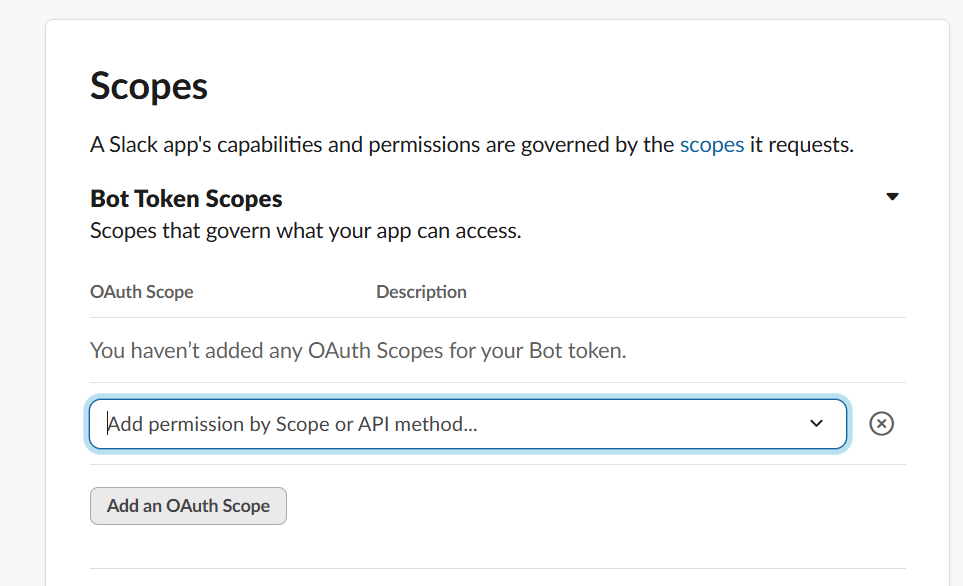 Scopes
A Slack app's capabilities and permissions are governed by the scopes it requests.
Bot Token Scopes
Scopes that govern what your app can access.
OAuth Scope Description
You haven’t added any OAuth Scopes for your Bot token.
Add permission by Scope or API method...
Add an OAuth Scope